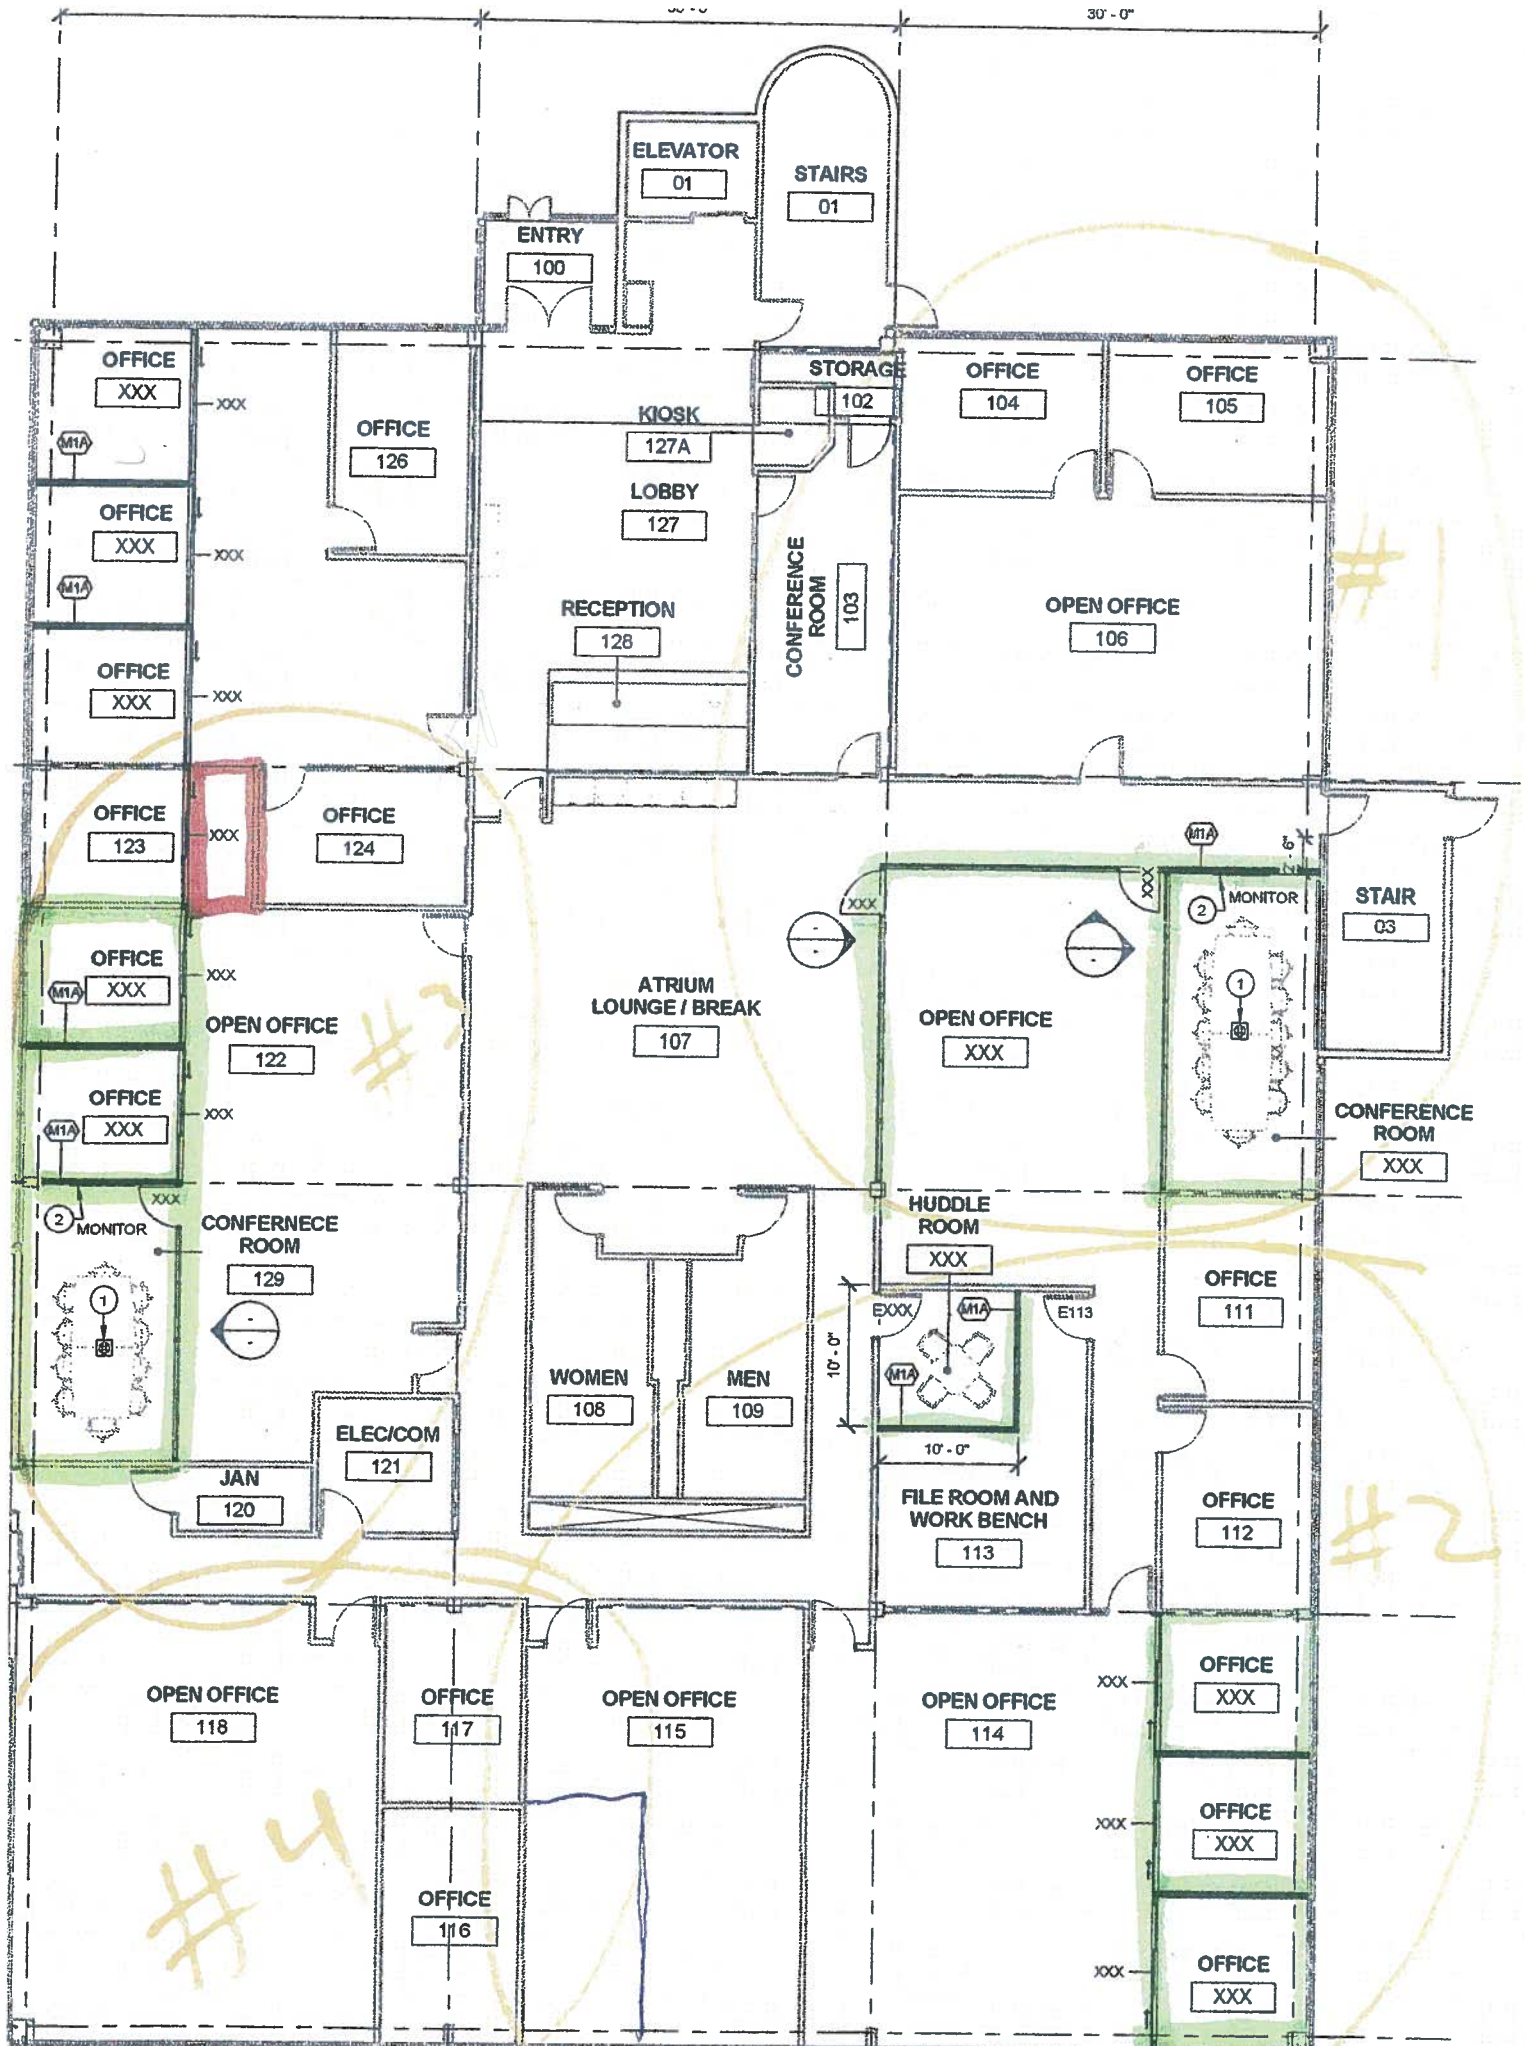 30' - 0"
ELEVATOR
01
STAIRS
01
ENTRY
100
OFFICE
XXX
XXX
M1A
OFFICE
126
KIOSK
127A
STORAGE
102
OFFICE
104
OFFICE
105
LOBBY
127
OFFICE
XXX
XXX
M1A
CONFERENCE
ROOM
103
#1
RECEPTION
128
OPEN OFFICE
106
OFFICE
XXX
XXX
OFFICE
123
XXX
OFFICE
124
M1A
XXX
XXX
2
MONITOR
STAIR
03
OFFICE
XXX
XXX
M1A
OPEN OFFICE
122
#3
ATRIUM
LOUNGE / BREAK
107
OPEN OFFICE
XXX
1
OFFICE
XXX
XXX
M1A
CONFERENCE
ROOM
XXX
XXX
2
MONITOR
CONFERNECE
ROOM
129
1
HUDDLE
ROOM
XXX
OFFICE
111
EXXX
M1A
E113
10' - 0"
M1A
10' - 0"
WOMEN
108
MEN
109
ELEC/COM
121
JAN
120
FILE ROOM AND
WORK BENCH
113
OFFICE
112
#2
OPEN OFFICE
118
OFFICE
117
OPEN OFFICE
115
OPEN OFFICE
114
XXX
OFFICE
XXX
XXX
OFFICE
XXX
#4
OFFICE
116
XXX
OFFICE
XXX